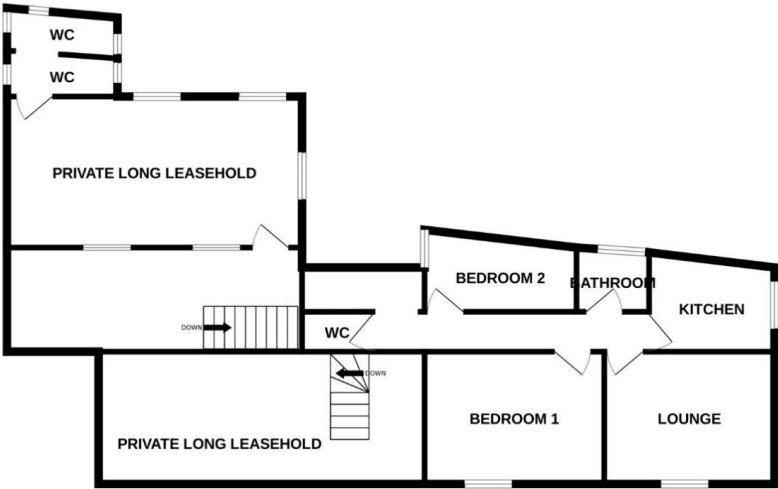 WC
WC
PRIVATE LONG LEASEHOLD
BEDROOM 2
BATHROOM
KITCHEN
DOWN
WC
DOWN
BEDROOM 1
LOUNGE
PRIVATE LONG LEASEHOLD